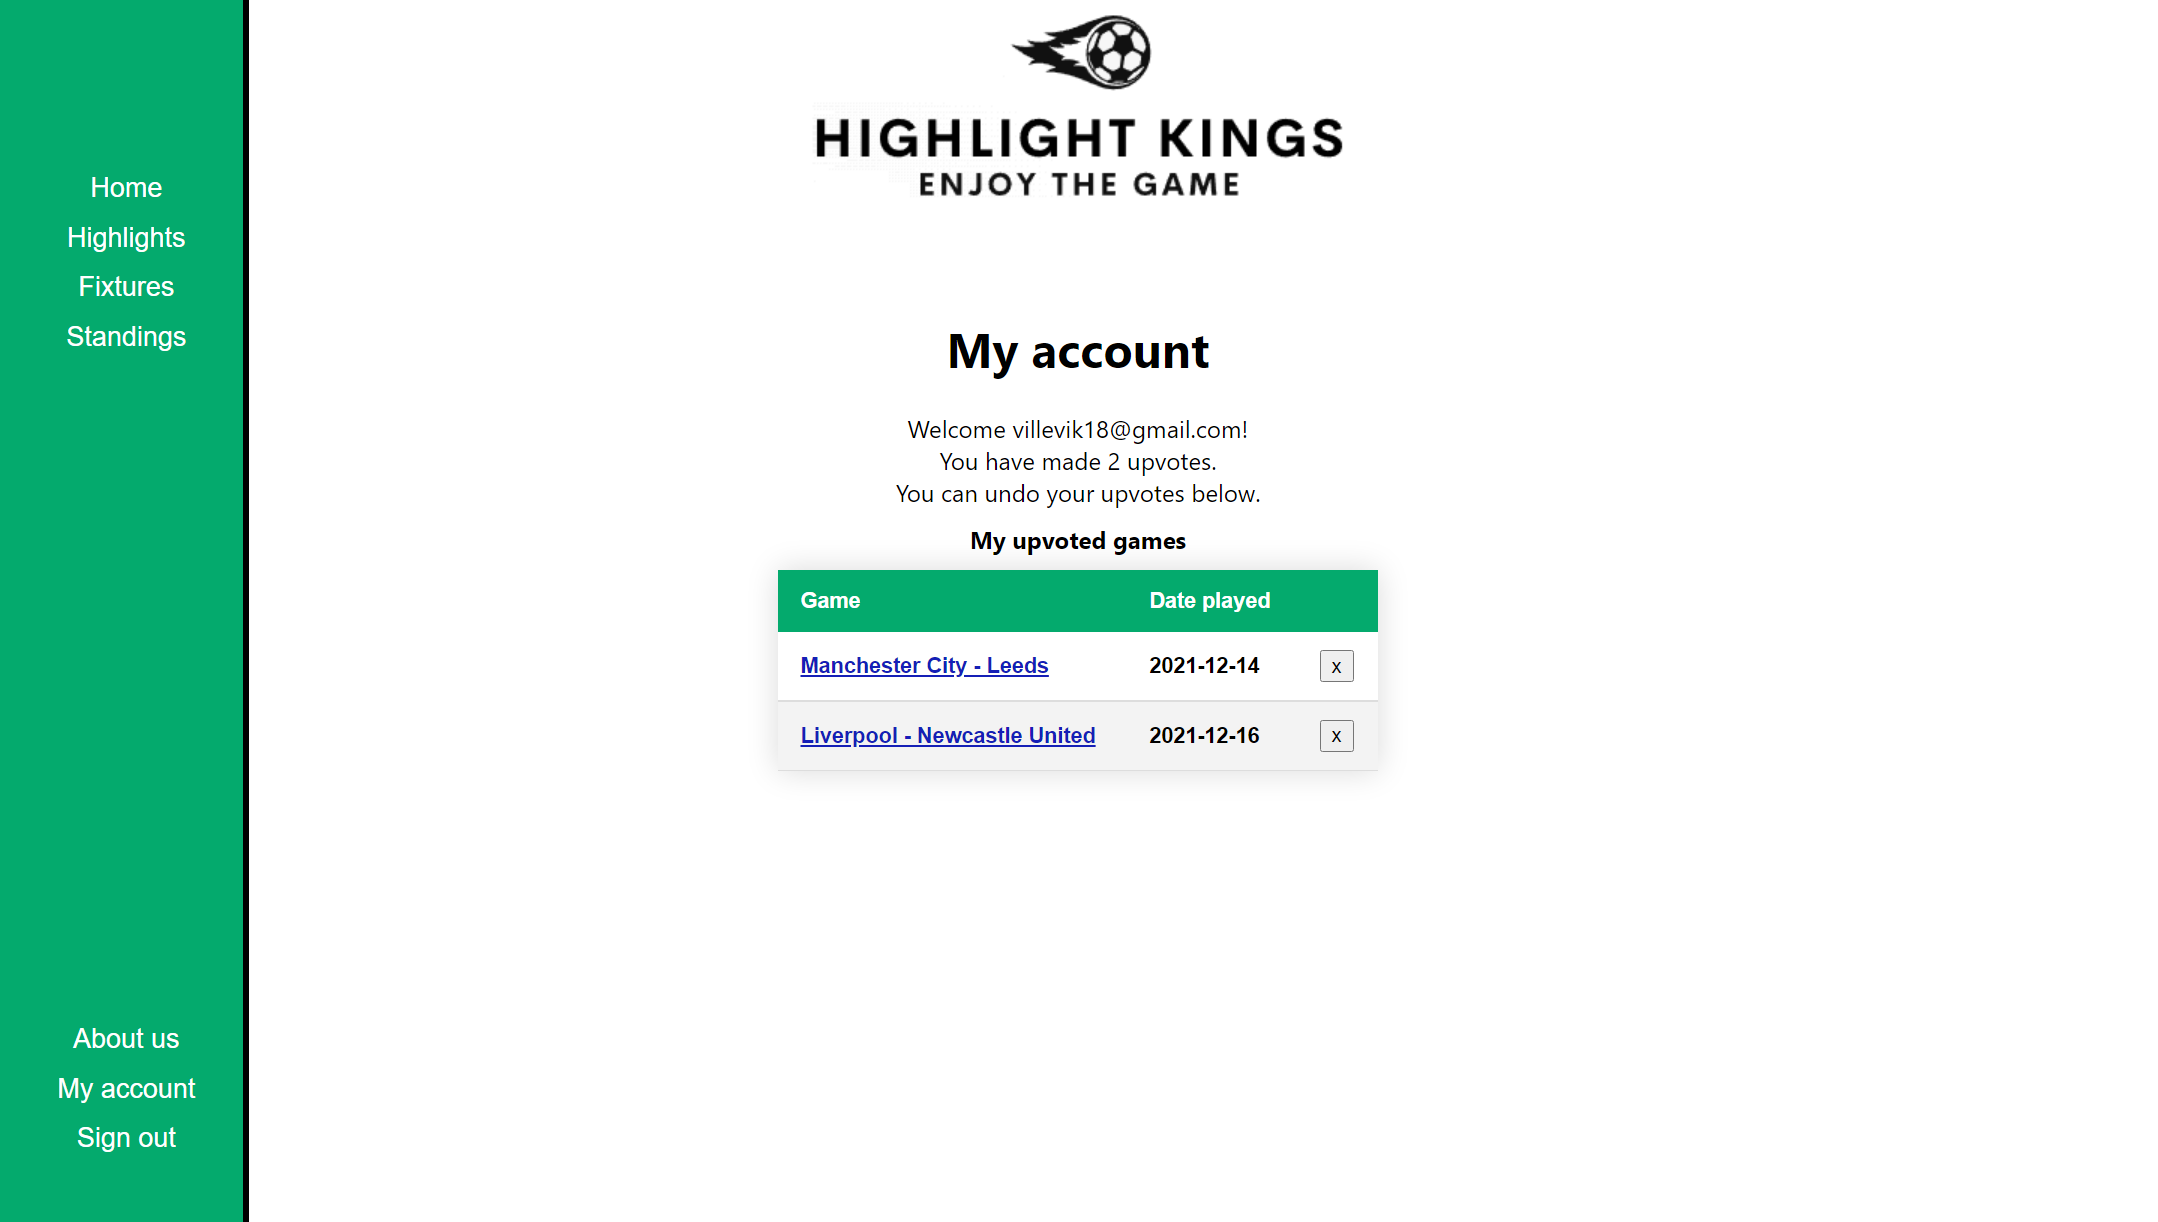 Home
Highlights
Fixtures
Standings
About us
My account
Sign out
HIGHLIGHT KINGS
ENJOY THE GAME
My account
Welcome villevik18@gmail.com!
You have made 2 upvotes.
You can undo your upvotes below.
My upvoted games
Game Date played
Manchester City - Leeds 2021-12-14 x
Liverpool - Newcastle United 2021-12-16 x